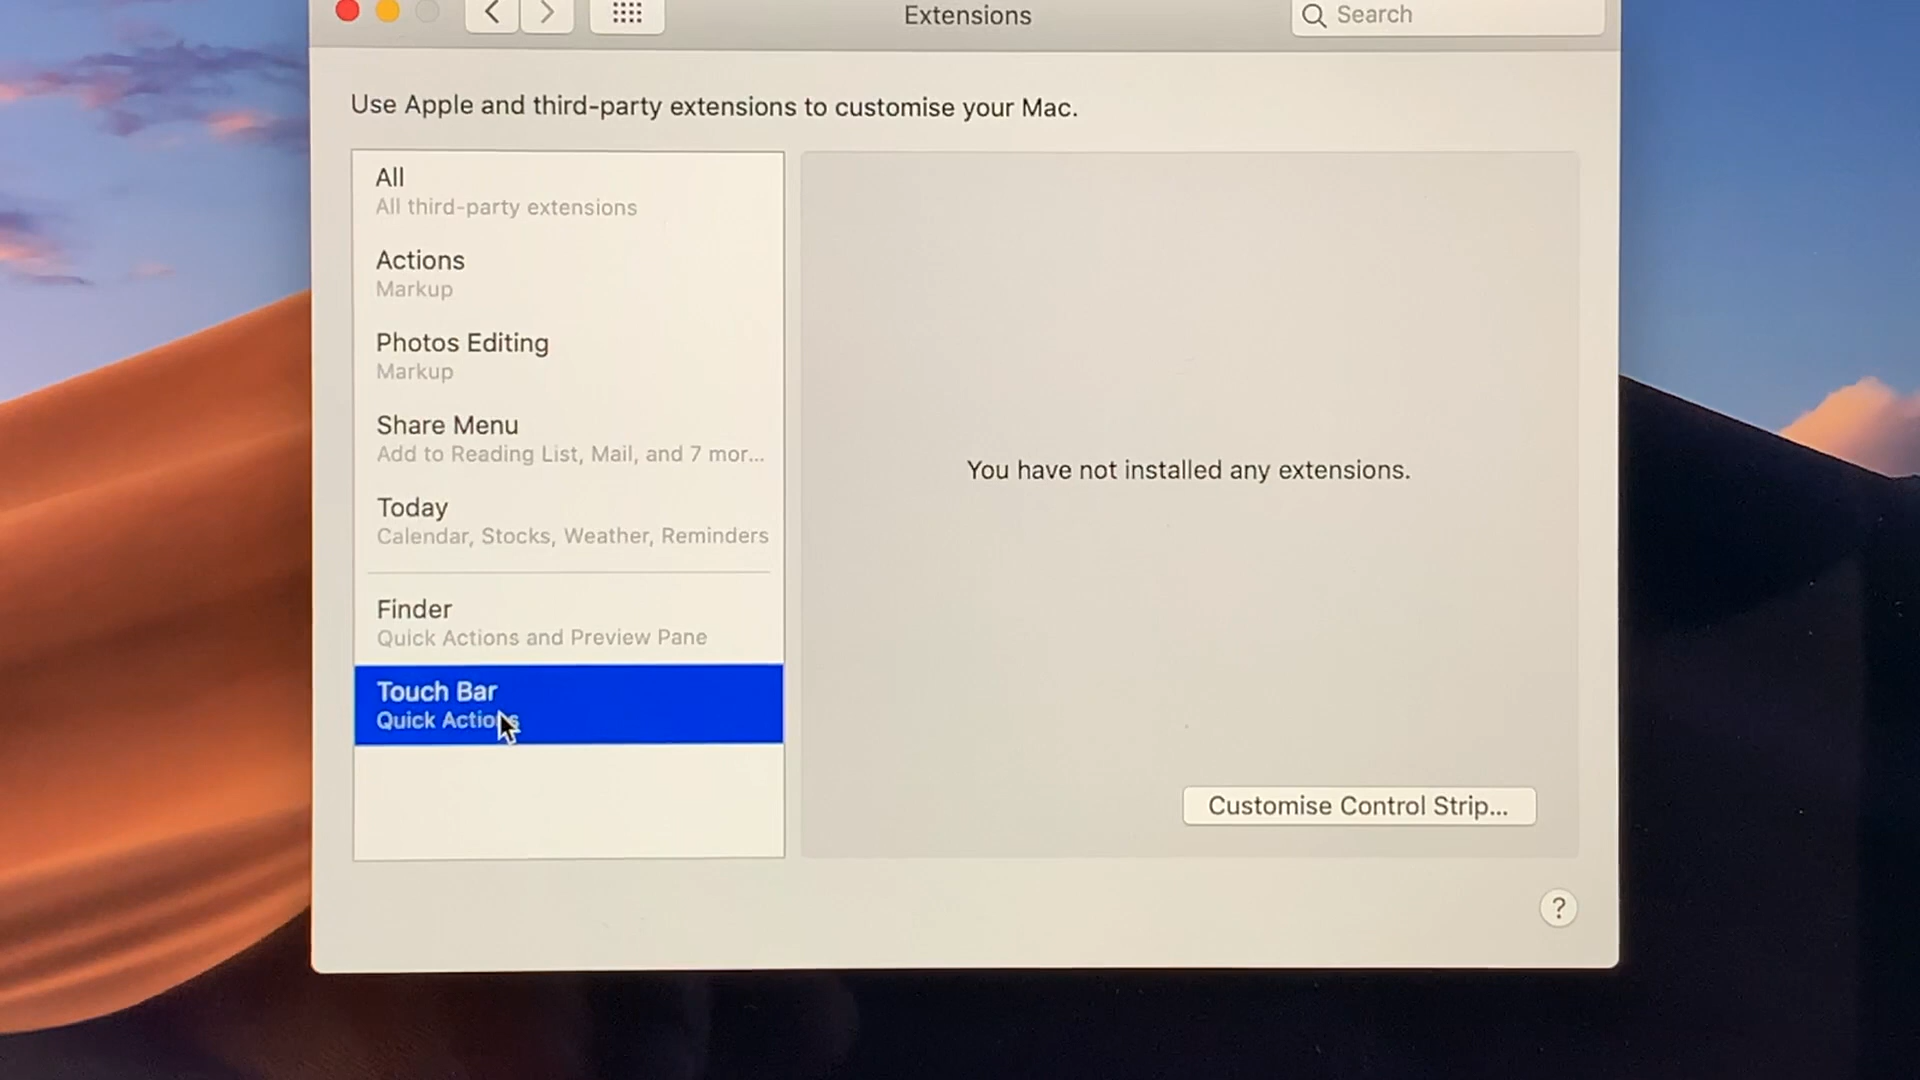 Extensions
Search
Use Apple and third-party extensions to customise your Mac.
All
All third-party extensions
Actions
Markup
Photos Editing
Markup
Share Menu
Add to Reading List, Mail, and 7 mor...
Today
Calendar, Stocks, Weather, Reminders
Finder
Quick Actions and Preview Pane
Touch Bar
Quick Actions
You have not installed any extensions.
Customise Control Strip...
?